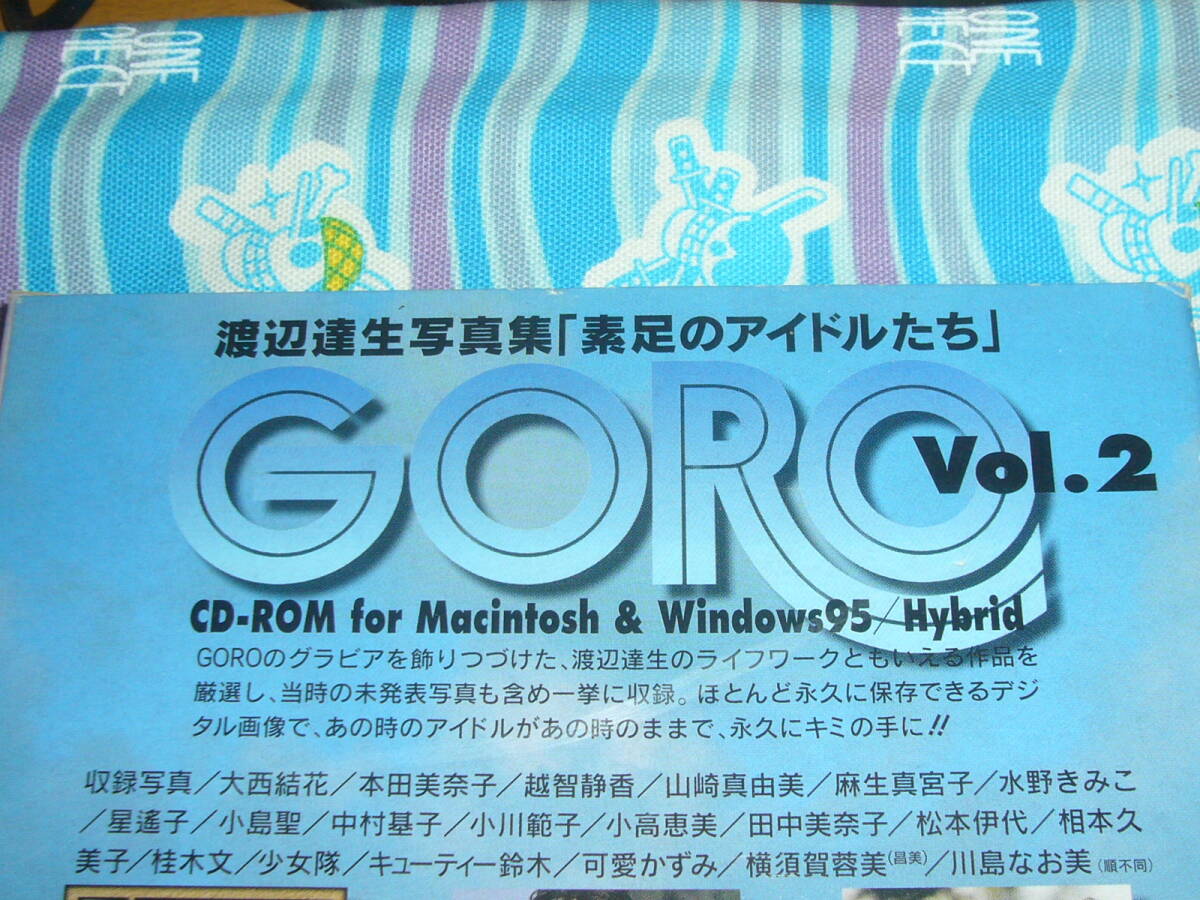 ONE PIECE
ONE PIECE
渡辺達生写真集「素足のアイドルたち」
GORO
Vol.2
CD-ROM for Macintosh & Windows95/Hybrid
GOROのグラビアを飾りつづけた、渡辺達生のライフワークともいえる作品を
厳選し、当時の未発表写真も含め一挙に収録。ほとんど永久に保存できるデジ
タル画像で、あの時のアイドルがあの時のままで、永久にキミの手に!!
収録写真/大西結花/本田美奈子/越智静香/山崎真由美/麻生真宮子/水野きみこ
/星遙子/小島聖/中村基子/小川範子/小高恵美/田中美奈子/松本伊代/相本久
美子/桂木文/少女隊/キューティー鈴木/可愛かずみ/横須賀蓉美(昌美)/川島なお美(順不同)